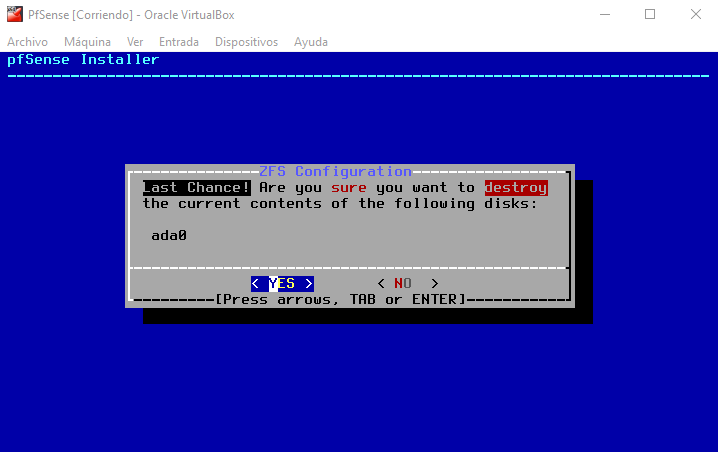 PfSense [Corriendo] - Oracle VirtualBox
Archivo Máquina Ver Entrada Dispositivos Ayuda
pfSense Installer
ZFS Configuration
Last Chance! Are you sure you want to destroy
the current contents of the following disks:
ada0
< YES > < NO >
[Press arrows, TAB or ENTER]